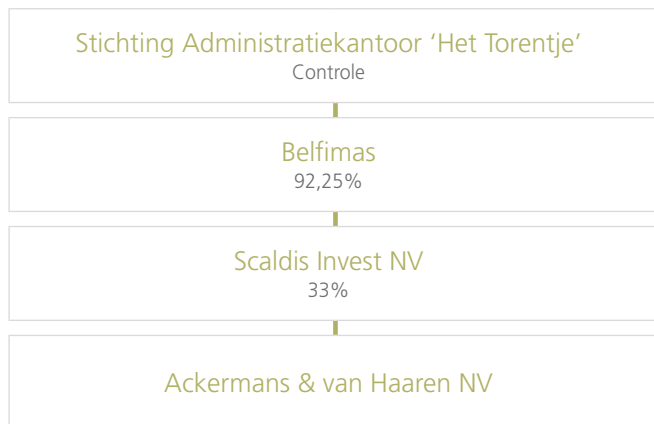 Stichting Administratiekantoor ‘Het Torentje’
Controle
Belfimas
92,25%
Scaldis Invest NV
33%
Ackermans & van Haaren NV